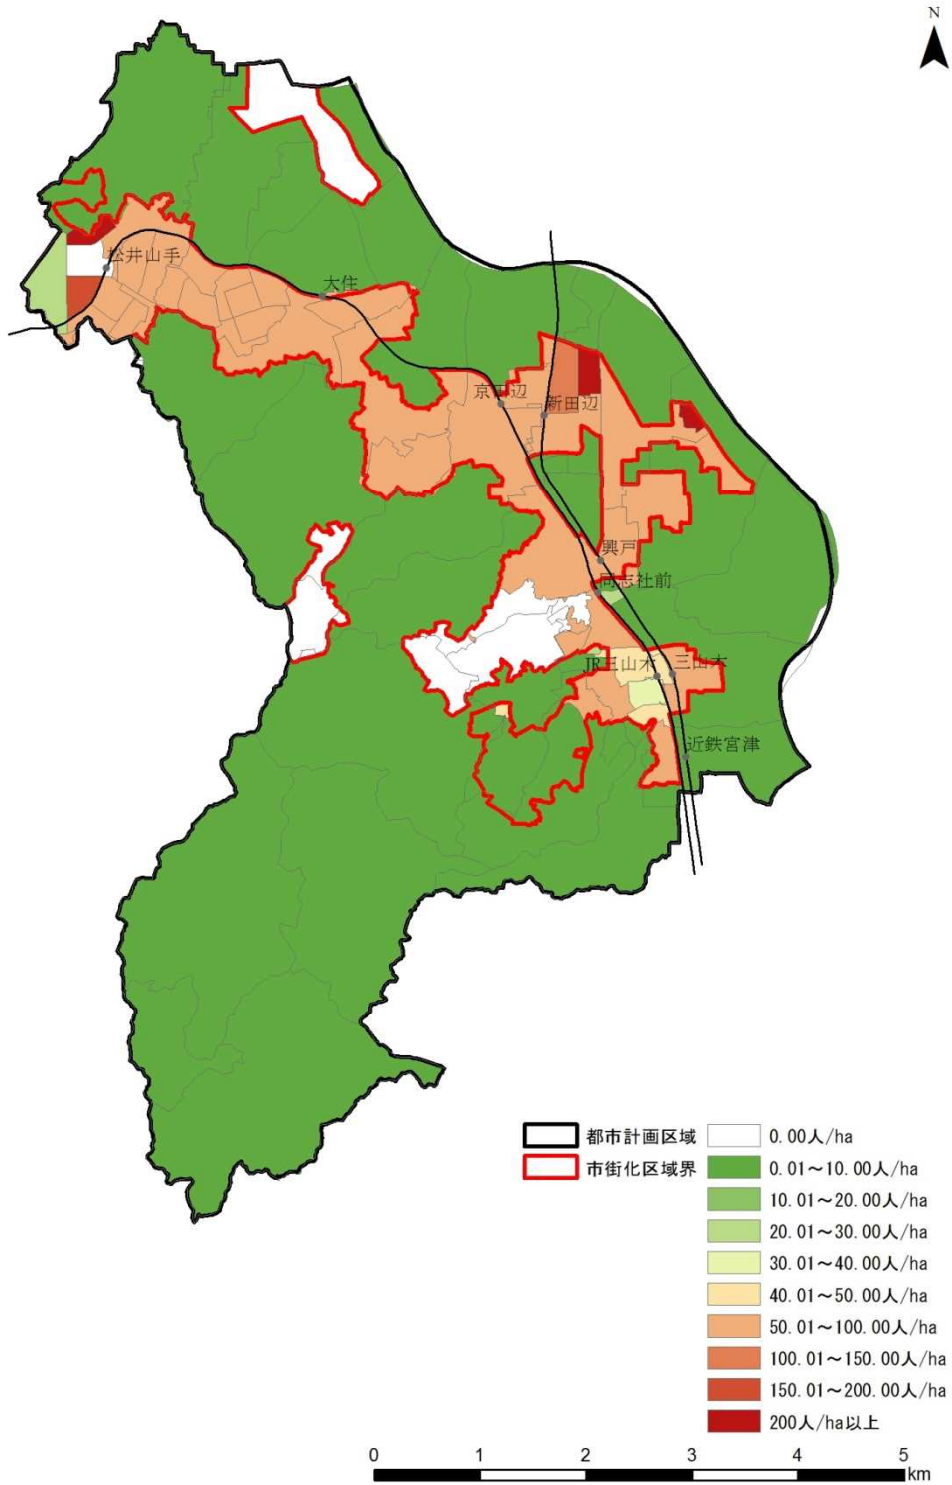 N
松井山手
大住
京田辺
新田辺
興戸
同志社前
JR三山木
三山木
近鉄宮津
都市計画区域
市街化区域界
0.00人/ha
0.01～10.00人/ha
10.01～20.00人/ha
20.01～30.00人/ha
30.01～40.00人/ha
40.01～50.00人/ha
50.01～100.00人/ha
100.01～150.00人/ha
150.01～200.00人/ha
200人/ha以上
0 1 2 3 4 5
km